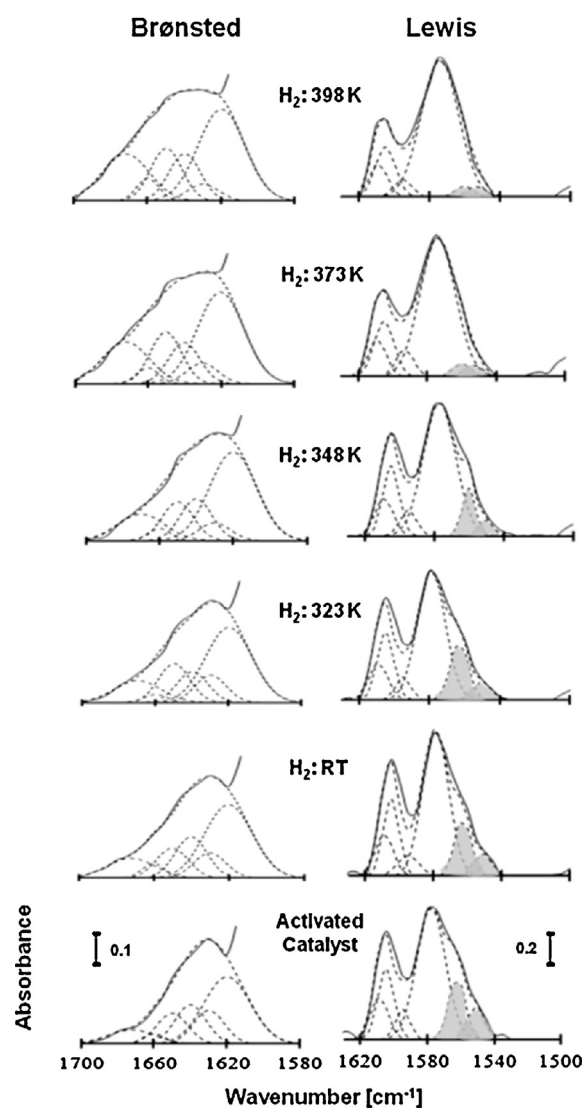 Brønsted Lewis
H₂: 398 K
H₂: 373 K
H₂: 348 K
H₂: 323 K
H₂: RT
Activated
Catalyst
0.1
0.2
Absorbance
1700 1660 1620 1580 1620 1580 1540 1500
Wavenumber [cm⁻¹]